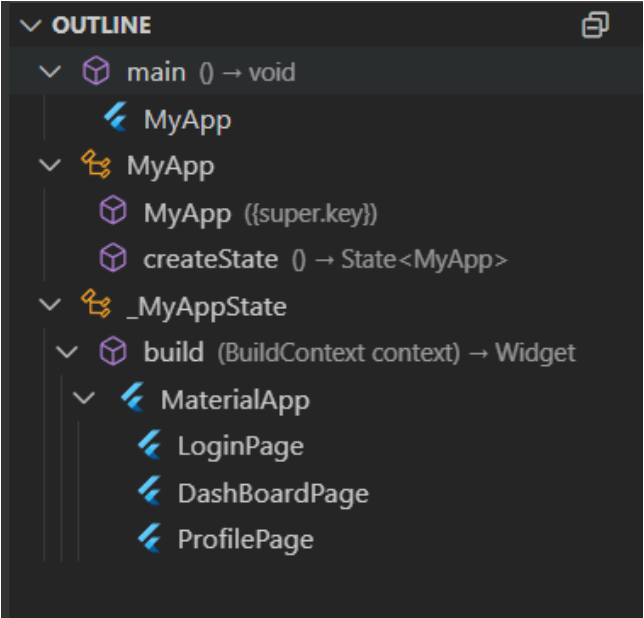 OUTLINE
main () → void
MyApp
MyApp
MyApp ({super.key})
createState () → State<MyApp>
_MyAppState
build (BuildContext context) → Widget
MaterialApp
LoginPage
DashBoardPage
ProfilePage